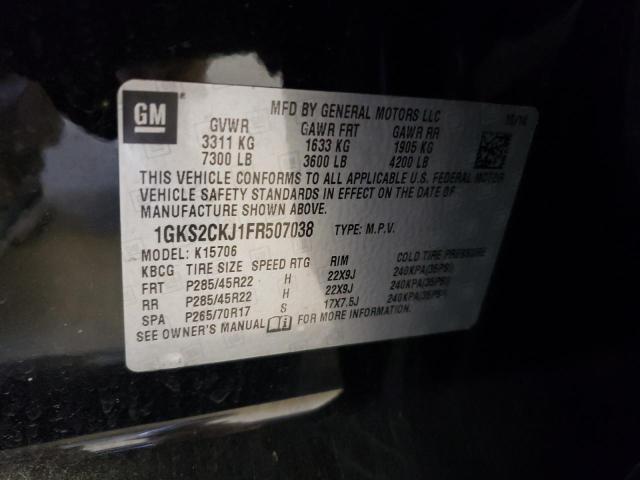 GM
MFD BY GENERAL MOTORS LLC 10/14
GVWR GAWR FRT GAWR RR
3311 KG 1633 KG 1905 KG
7300 LB 3600 LB 4200 LB
THIS VEHICLE CONFORMS TO ALL APPLICABLE U.S. FEDERAL MOTOR
VEHICLE SAFETY STANDARDS IN EFFECT ON THE DATE OF
MANUFACTURE SHOWN ABOVE.
1GKS2CKJ1FR507038 TYPE: M.P.V.
MODEL: K15706
KBCG TIRE SIZE SPEED RTG RIM COLD TIRE PRESSURE
FRT P285/45R22 H 22X9J 240KPA(35PSI)
RR P285/45R22 H 22X9J 240KPA(35PSI)
SPA P265/70R17 S 17X7.5J 240KPA(35PSI)
SEE OWNER'S MANUAL FOR MORE INFORMATION.